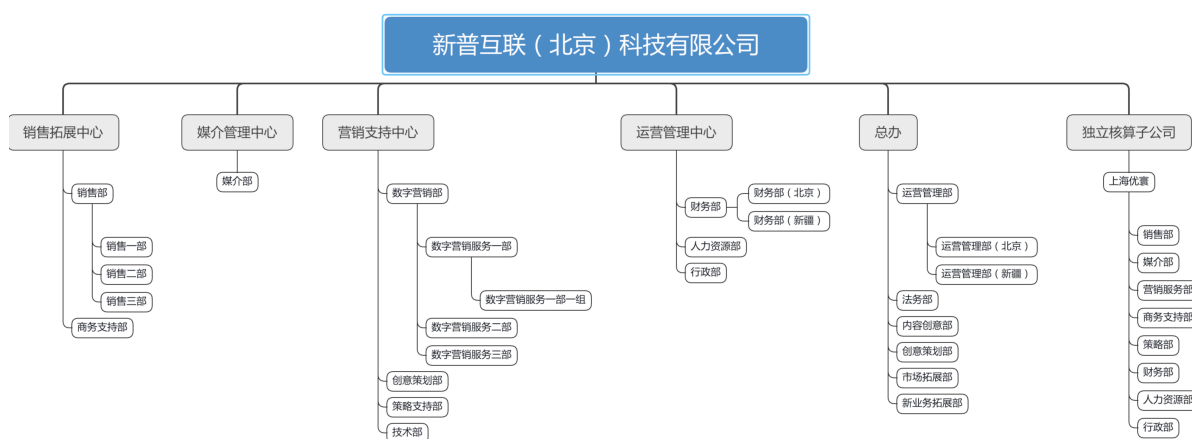 新普互联（北京）科技有限公司
销售拓展中心
媒介管理中心
营销支持中心
运营管理中心
总办
独立核算子公司
销售部
销售一部
销售二部
销售三部
商务支持部
媒介部
数字营销部
数字营销服务一部
数字营销服务一部一组
数字营销服务二部
数字营销服务三部
创意策划部
策略支持部
技术部
财务部
财务部（北京）
财务部（新疆）
人力资源部
行政部
运营管理部
运营管理部（北京）
运营管理部（新疆）
法务部
内容创意部
创意策划部
市场拓展部
新业务拓展部
上海优寰
销售部
媒介部
营销服务部
商务支持部
策略部
财务部
人力资源部
行政部